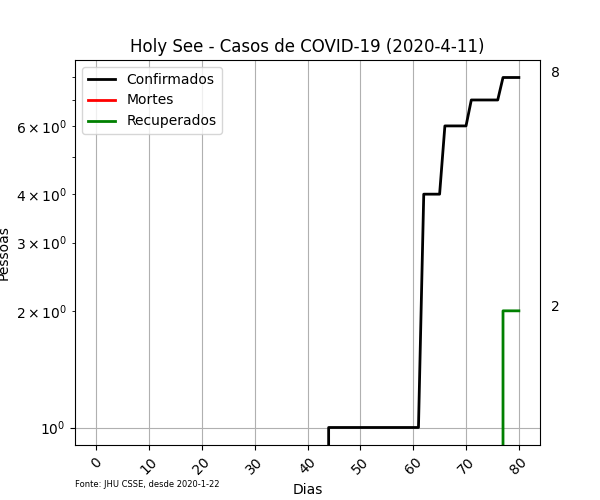 Holy See - Casos de COVID-19 (2020-4-11)
Confirmados
Mortes
Recuperados
8
2
6 × 10⁰
4 × 10⁰
3 × 10⁰
2 × 10⁰
10⁰
Pessoas
0 10 20 30 40 50 60 70 80
Dias
Fonte: JHU CSSE, desde 2020-1-22